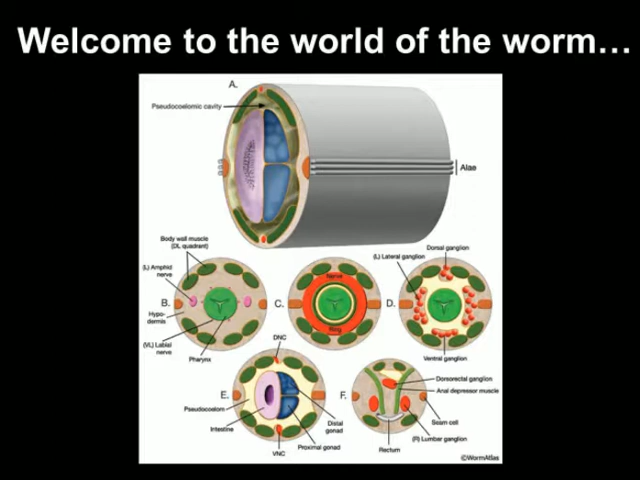 Welcome to the world of the worm…
A.
Pseudocoelomic cavity
Alae
Body wall muscle
(DL quadrant)
(L) Amphid
nerve
B.
Hypo-
dermis
(VL) Labial
nerve
Pharynx
C.
Nerve
Ring
D.
(L) Lateral ganglion
Dorsal ganglion
Ventral ganglion
E.
DNC
Pseudocoelom
Intestine
VNC
Proximal gonad
Distal
gonad
F.
Dorsorectal ganglion
Anal depressor muscle
Seam cell
(R) Lumbar ganglion
Rectum
©WormAtlas